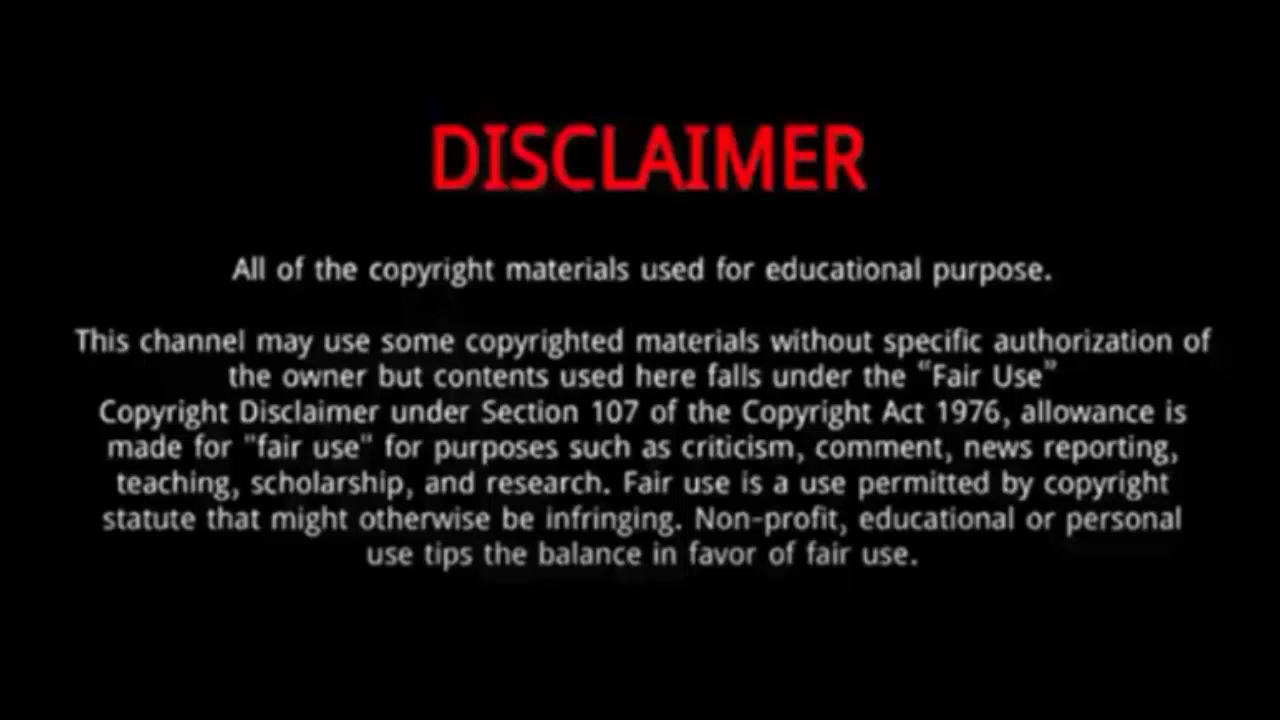 DISCLAIMER
All of the copyright materials used for educational purpose.
This channel may use some copyrighted materials without specific authorization of
the owner but contents used here falls under the “Fair Use”
Copyright Disclaimer under Section 107 of the Copyright Act 1976, allowance is
made for "fair use" for purposes such as criticism, comment, news reporting,
teaching, scholarship, and research. Fair use is a use permitted by copyright
statute that might otherwise be infringing. Non-profit, educational or personal
use tips the balance in favor of fair use.